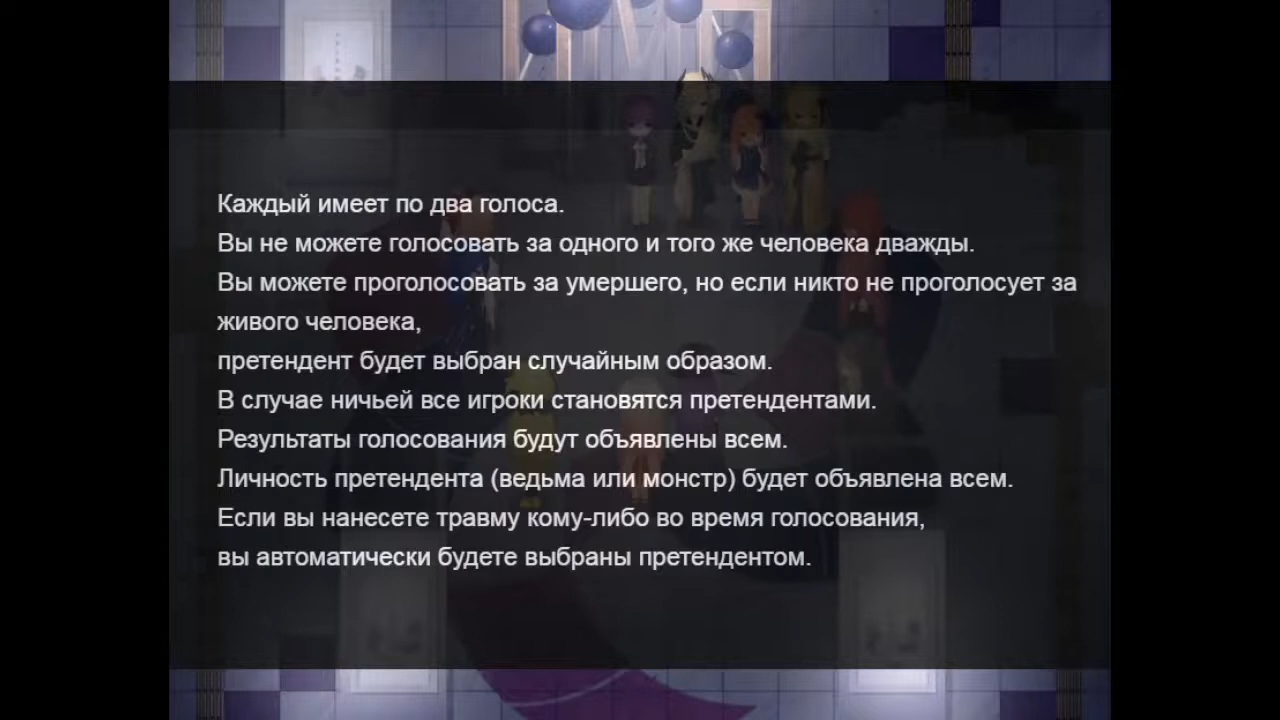 Каждый имеет по два голоса.
Вы не можете голосовать за одного и того же человека дважды.
Вы можете проголосовать за умершего, но если никто не проголосует за
живого человека,
претендент будет выбран случайным образом.
В случае ничьей все игроки становятся претендентами.
Результаты голосования будут объявлены всем.
Личность претендента (ведьма или монстр) будет объявлена всем.
Если вы нанесете травму кому-либо во время голосования,
вы автоматически будете выбраны претендентом.